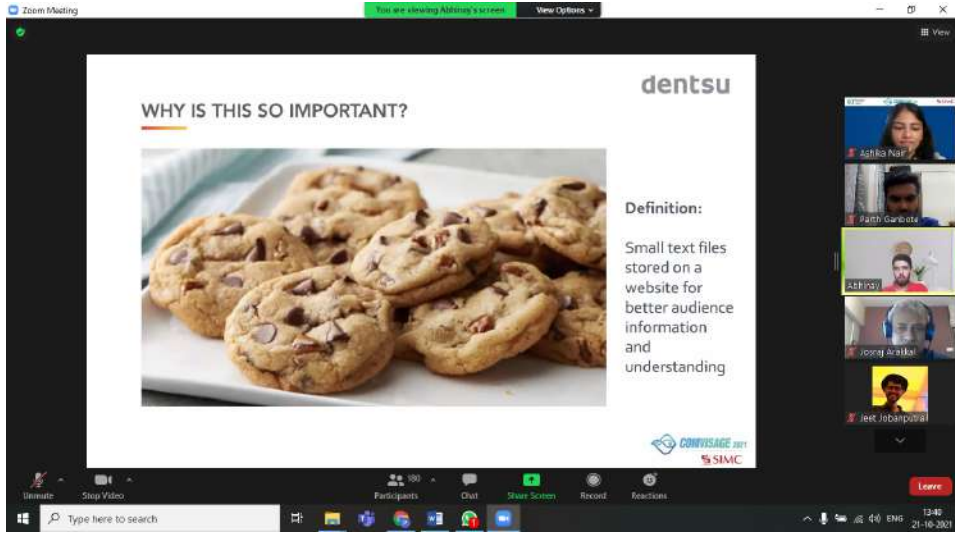 Zoom Meeting
You are viewing Abhinay's screen
View Options
View
dentsu
WHY IS THIS SO IMPORTANT?
Definition:
Small text files
stored on a
website for
better audience
information
and
understanding
COMVISAGE 2021
SIMC
Ashika Nair
Parth Ganbote
Abhinay
Josraj Arakkal
Jeet Jobanputra
Unmute
Stop Video
Participants
180
Chat
Share Screen
Record
Reactions
Leave
Type here to search
ENG
13:40
21-10-2021